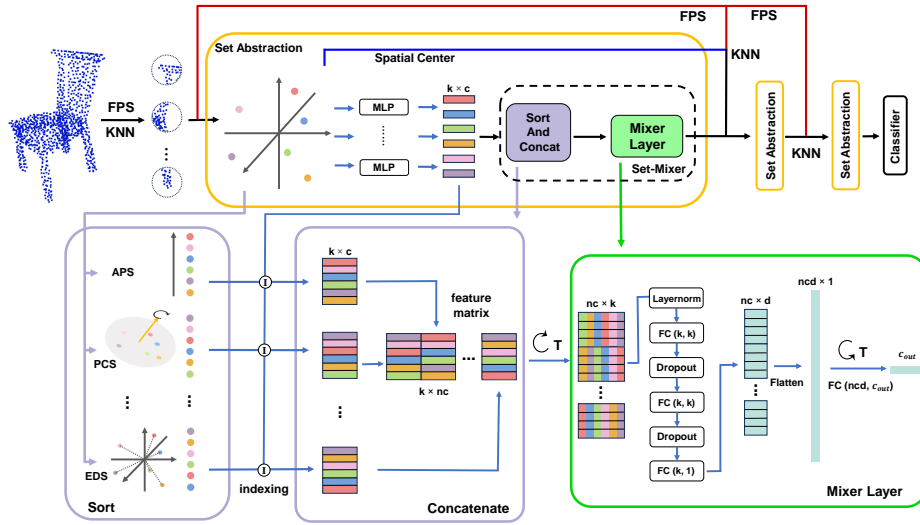 FPS
FPS
Set Abstraction
Spatial Center
KNN
k × c
FPS
KNN
MLP
⋮
MLP
Sort
And
Concat
Mixer
Layer
Set-Mixer
Set Abstraction
KNN
Set Abstraction
Classifier
APS
PCS
EDS
Sort
I
I
I
indexing
k × c
feature
matrix
k × nc
Concatenate
T
nc × k
Layernorm
FC (k, k)
Dropout
FC (k, k)
Dropout
FC (k, 1)
nc × d
Flatten
ncd × 1
T
FC (ncd, c_out)
c_out
Mixer Layer